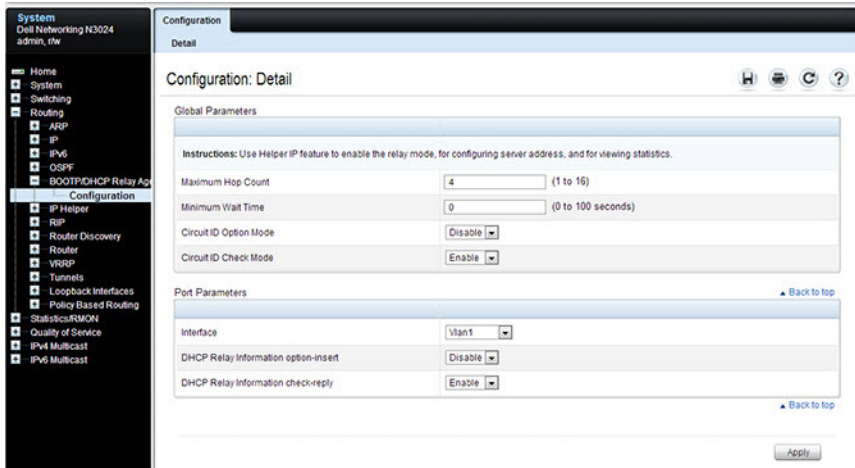 System
Dell Networking N3024
admin, r/w
Home
System
Switching
Routing
ARP
IP
IPv6
OSPF
BOOTP/DHCP Relay Age
Configuration
IP Helper
RIP
Router Discovery
Router
VRRP
Tunnels
Loopback Interfaces
Policy Based Routing
Statistics/RMON
Quality of Service
IPv4 Multicast
IPv6 Multicast
Configuration
Detail
Configuration: Detail
Global Parameters
Instructions: Use Helper IP feature to enable the relay mode, for configuring server address, and for viewing statistics.
Maximum Hop Count 4 (1 to 16)
Minimum Wait Time 0 (0 to 100 seconds)
Circuit ID Option Mode Disable
Circuit ID Check Mode Enable
Port Parameters Back to top
Interface Vlan1
DHCP Relay Information option-insert Disable
DHCP Relay Information check-reply Enable
Back to top
Apply